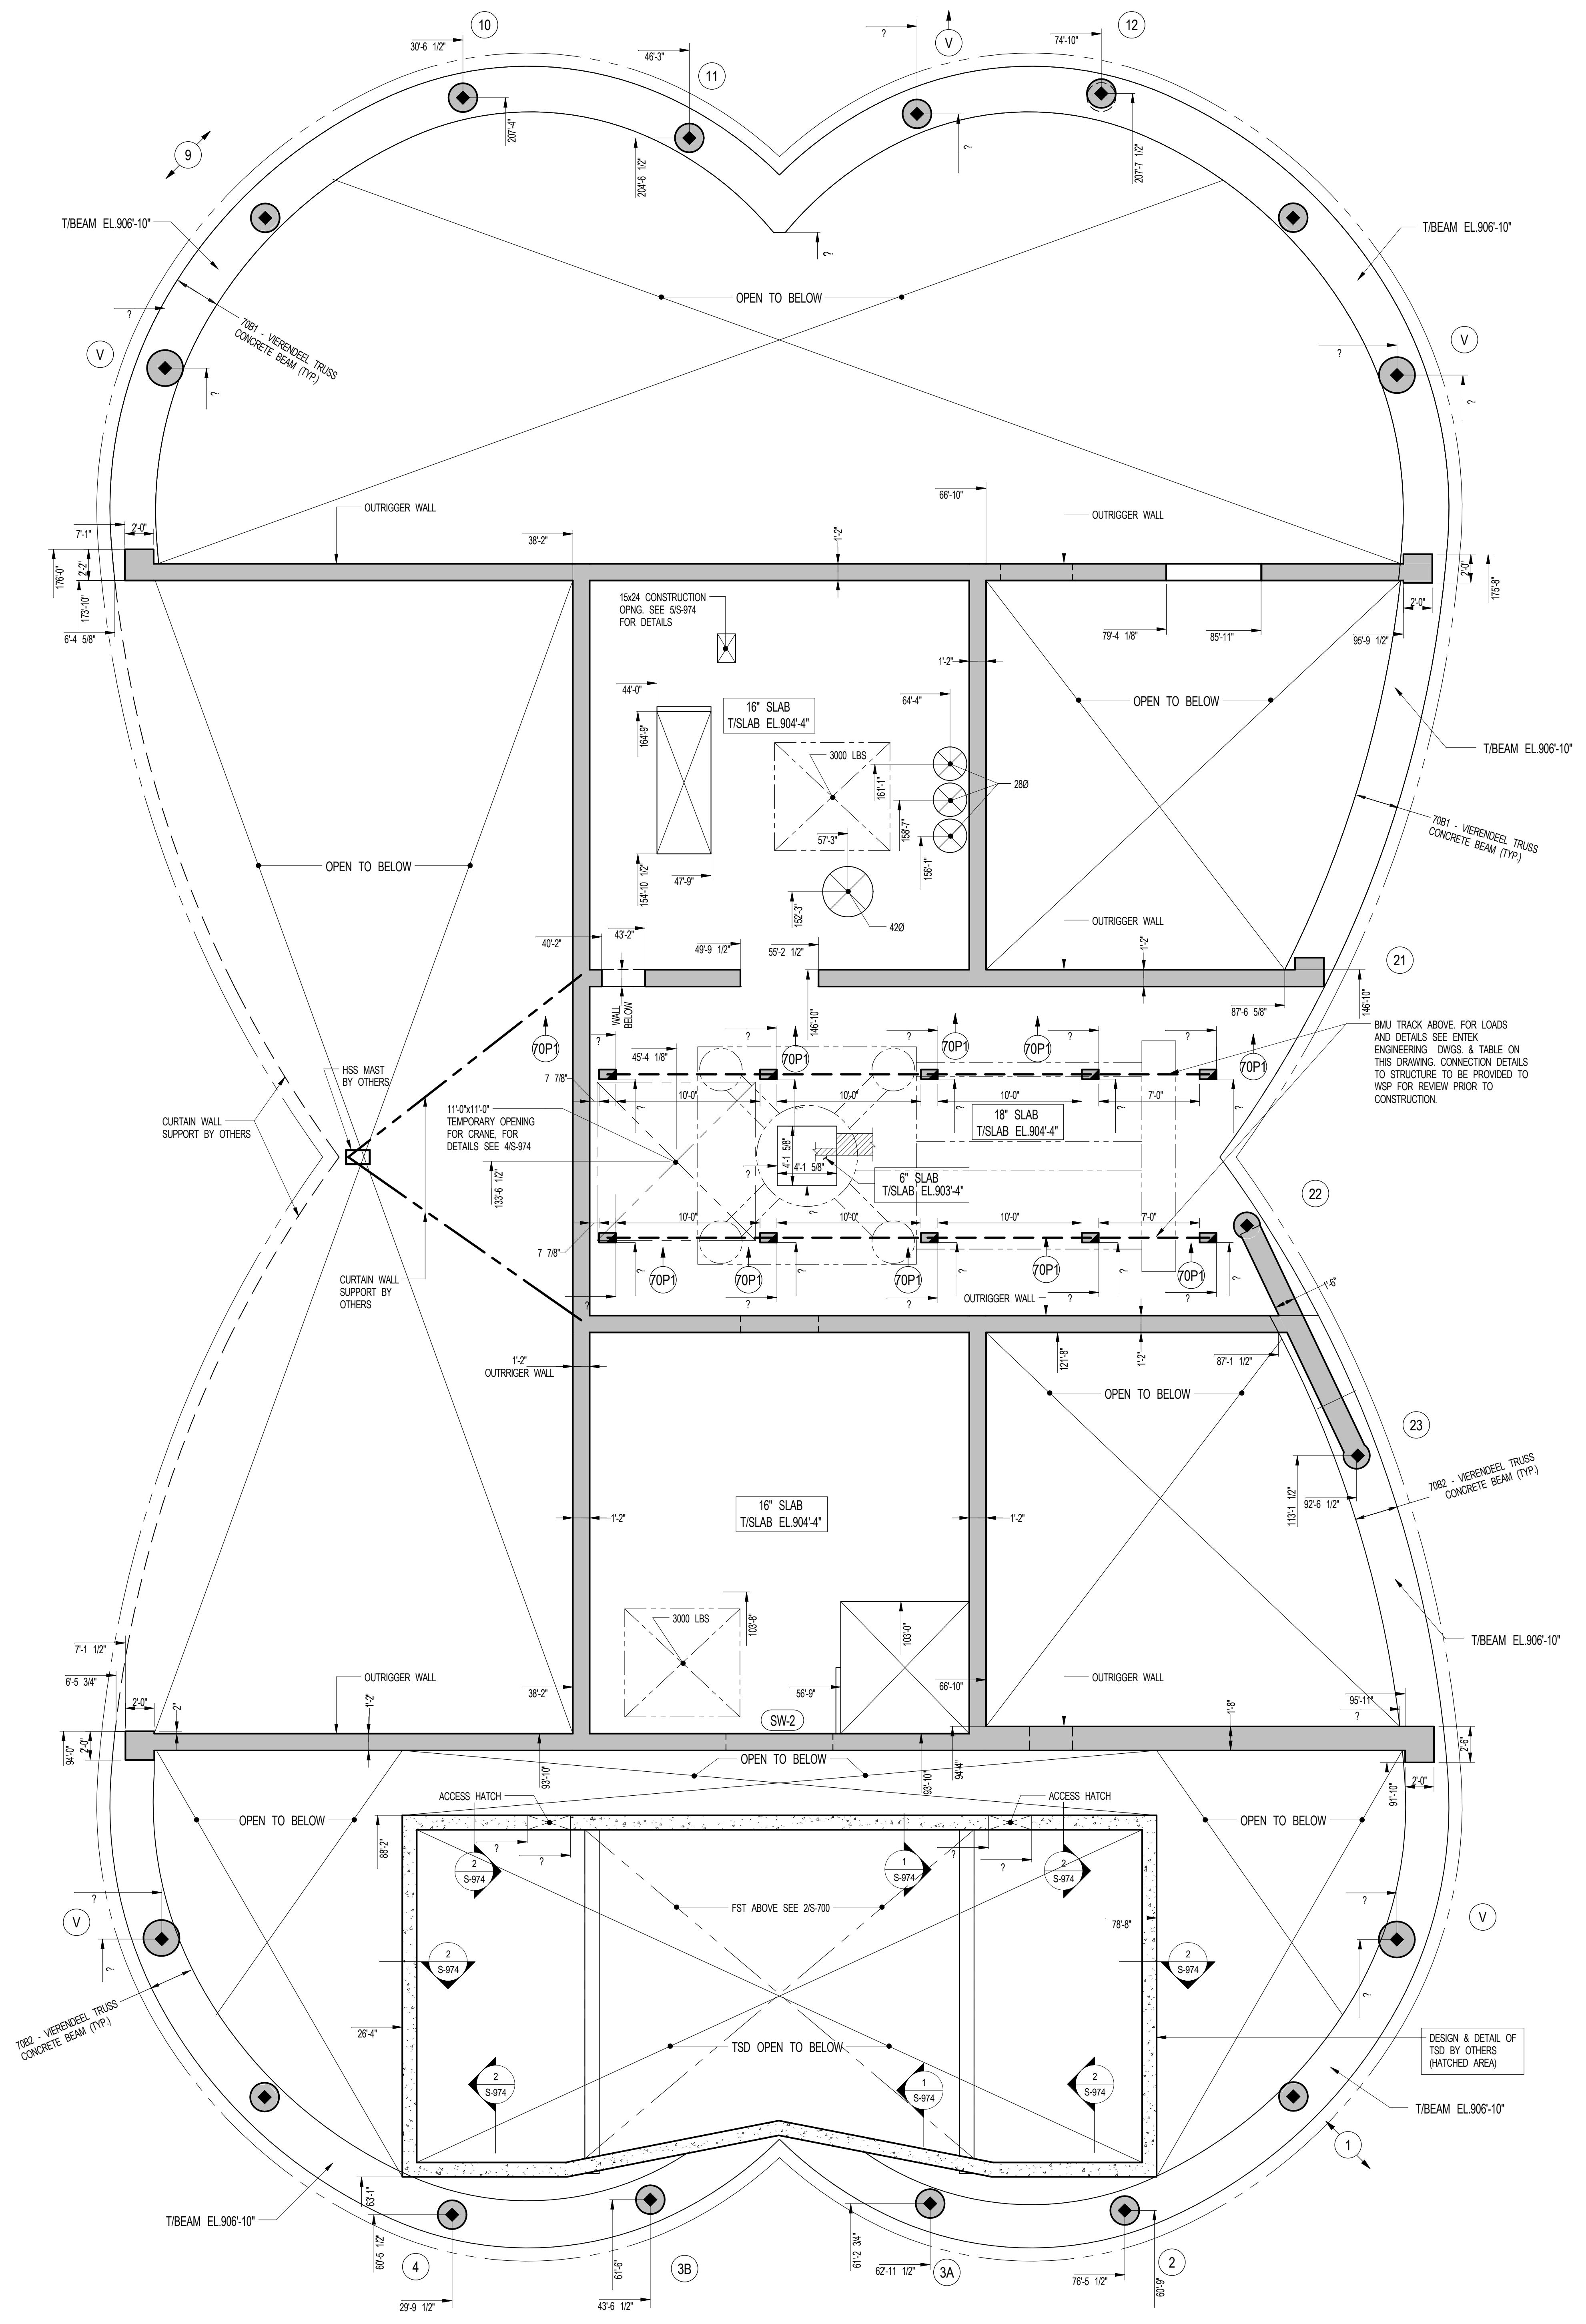 10
12
V
?
30'-6 1/2"
74'-10"
46'-3"
11
207'-4"
204'-6 1/2"
?
207'-7 1/2"
9
T/BEAM EL.906'-10"
T/BEAM EL.906'-10"
?
OPEN TO BELOW
?
70B1 - VIERENDEEL TRUSS
CONCRETE BEAM (TYP.)
V
V
?
?
?
66'-10"
OUTRIGGER WALL
OUTRIGGER WALL
7'-1"
2'-0"
38'-2"
1'-2"
176'-0"
2'-2"
173'-10"
6'-4 5/8"
2'-0"
175'-8"
2'-0"
15x24 CONSTRUCTION
OPNG. SEE 5/S-974
FOR DETAILS
79'-4 1/8"
85'-11"
95'-9 1/2"
1'-2"
44'-0"
64'-4"
16" SLAB
T/SLAB EL.904'-4"
OPEN TO BELOW
164'-9"
3000 LBS
T/BEAM EL.906'-10"
161'-1"
28Ø
158'-7"
57'-3"
156'-1"
70B1 - VIERENDEEL TRUSS
CONCRETE BEAM (TYP.)
OPEN TO BELOW
154'-10 1/2"
47'-9"
152'-3"
42Ø
OUTRIGGER WALL
43'-2"
40'-2"
49'-9 1/2"
55'-2 1/2"
1'-2"
21
WALL
BELOW
146'-10"
87'-6 5/8"
146'-10"
70P1
?
?
70P1
?
70P1
70P1
?
?
70P1
BMU TRACK ABOVE. FOR LOADS
AND DETAILS SEE ENTEK
ENGINEERING DWGS. & TABLE ON
THIS DRAWING. CONNECTION DETAILS
TO STRUCTURE TO BE PROVIDED TO
WSP FOR REVIEW PRIOR TO
CONSTRUCTION.
45'-4 1/8"
HSS MAST
BY OTHERS
7 7/8"
10'-0"
10'-0"
10'-0"
7'-0"
?
?
?
?
?
CURTAIN WALL
SUPPORT BY OTHERS
11'-0"x11'-0"
TEMPORARY OPENING
FOR CRANE, FOR
DETAILS SEE 4/S-974
18" SLAB
T/SLAB EL.904'-4"
4'-1 5/8"
4'-1 5/8"
?
133'-6 1/2"
6" SLAB
T/SLAB EL.903'-4"
?
22
10'-0"
10'-0"
10'-0"
7'-0"
7 7/8"
70P1
70P1
70P1
70P1
70P1
?
?
?
?
?
CURTAIN WALL
SUPPORT BY
OTHERS
?
?
?
?
?
OUTRIGGER WALL
1'-6"
1'-2"
OUTRRIGER WALL
121'-8"
1'-2"
87'-1 1/2"
OPEN TO BELOW
23
113'-1 1/2"
92'-6 1/2"
70B2 - VIERENDEEL TRUSS
CONCRETE BEAM (TYP.)
16" SLAB
T/SLAB EL.904'-4"
1'-2"
1'-2"
3000 LBS
103'-8"
103'-0"
7'-1 1/2"
T/BEAM EL.906'-10"
6'-5 3/4"
OUTRIGGER WALL
66'-10"
OUTRIGGER WALL
2'-0"
2"
1'-2"
38'-2"
56'-9"
SW-2
95'-11"
?
1'-8"
94'-0"
2'-0"
93'-10"
OPEN TO BELOW
93'-10"
94'-4"
2'-6"
2'-0"
91'-10"
ACCESS HATCH
ACCESS HATCH
OPEN TO BELOW
OPEN TO BELOW
88'-2"
?
?
?
?
2
S-974
1
S-974
2
S-974
?
FST ABOVE SEE 2/S-700
78'-8"
?
V
V
2
S-974
2
S-974
?
?
70B2 - VIERENDEEL TRUSS
CONCRETE BEAM (TYP.)
26'-4"
TSD OPEN TO BELOW
DESIGN & DETAIL OF
TSD BY OTHERS
(HATCHED AREA)
2
S-974
1
S-974
2
S-974
T/BEAM EL.906'-10"
1
63'-1"
T/BEAM EL.906'-10"
60'-5 1/2"
4
61'-6"
3B
61'-2 3/4"
62'-11 1/2"
3A
2
76'-5 1/2"
60'-9"
29'-9 1/2"
43'-6 1/2"